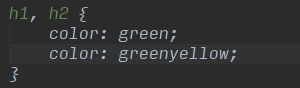 h1, h2 {
    color: green;
    color: greenyellow;
}